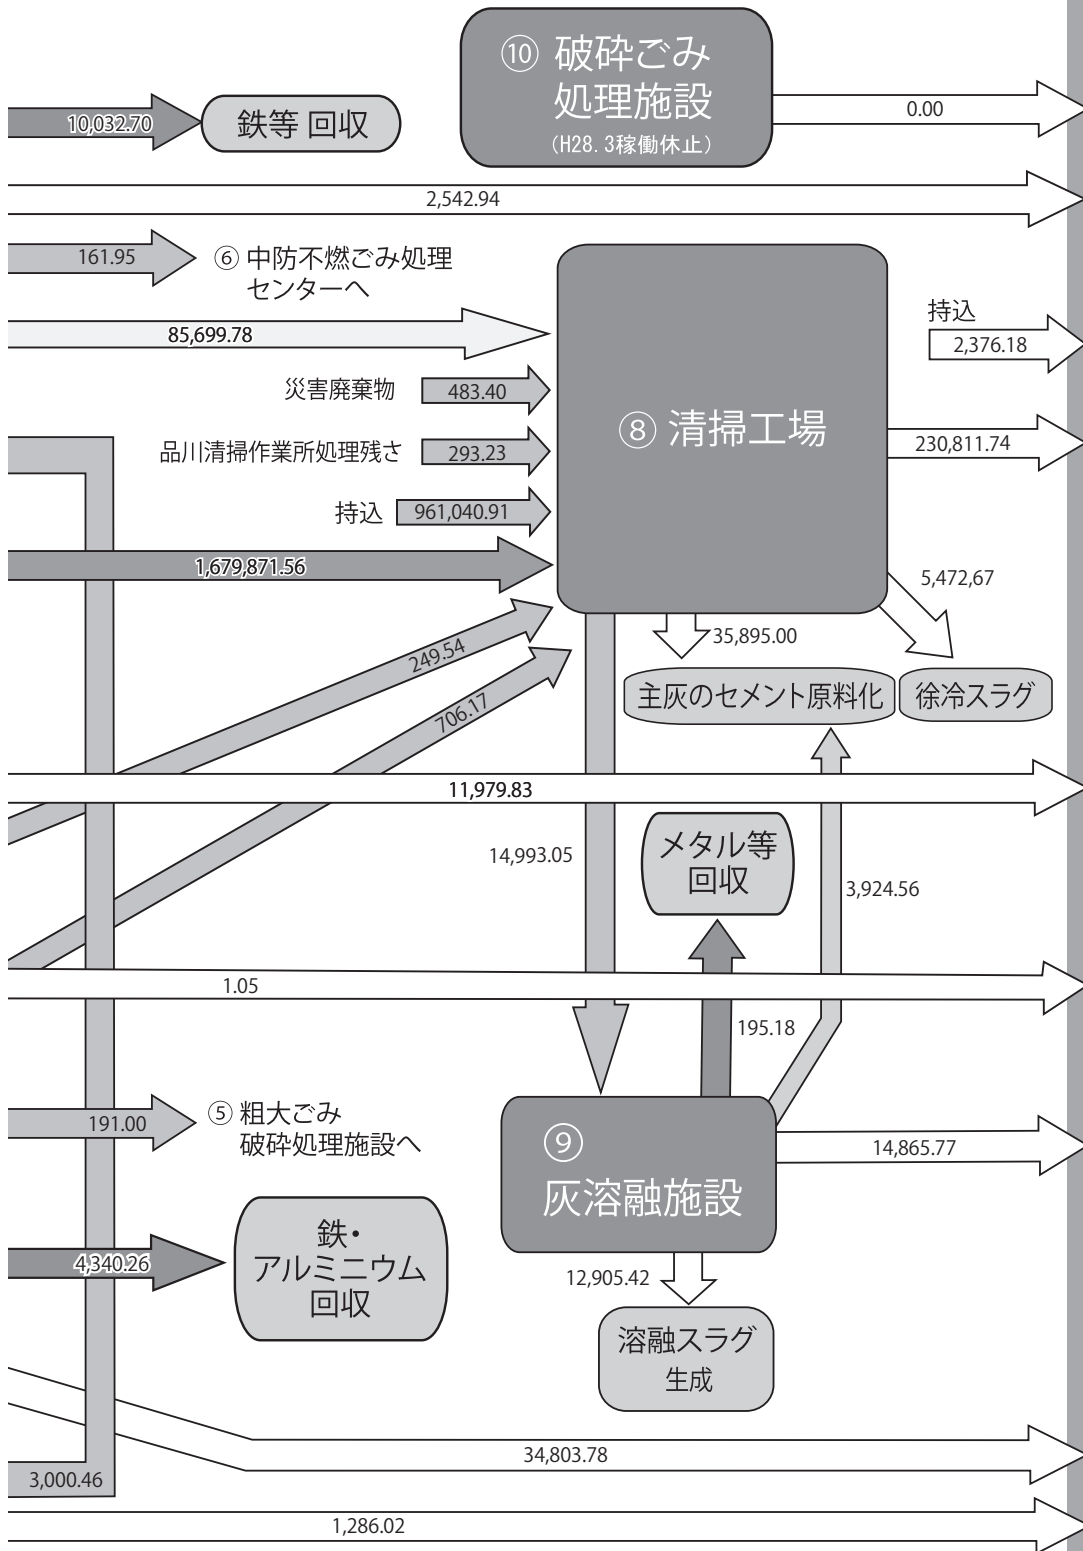 ⑩ 破砕ごみ
処理施設
（H28.3稼働休止）
0.00
10,032.70
鉄等 回収
2,542.94
161.95
⑥ 中防不燃ごみ処理
センターへ
85,699.78
持込
2,376.18
災害廃棄物
483.40
⑧ 清掃工場
230,811.74
品川清掃作業所処理残さ
293.23
持込
961,040.91
1,679,871.56
5,472,67
249.54
35,895.00
706.17
主灰のセメント原料化
徐冷スラグ
11,979.83
メタル等
回収
14,993.05
3,924.56
1.05
195.18
191.00
⑤ 粗大ごみ
破砕処理施設へ
⑨
灰溶融施設
14,865.77
鉄・
アルミニウム
回収
4,340.26
12,905.42
溶融スラグ
生成
34,803.78
3,000.46
1,286.02